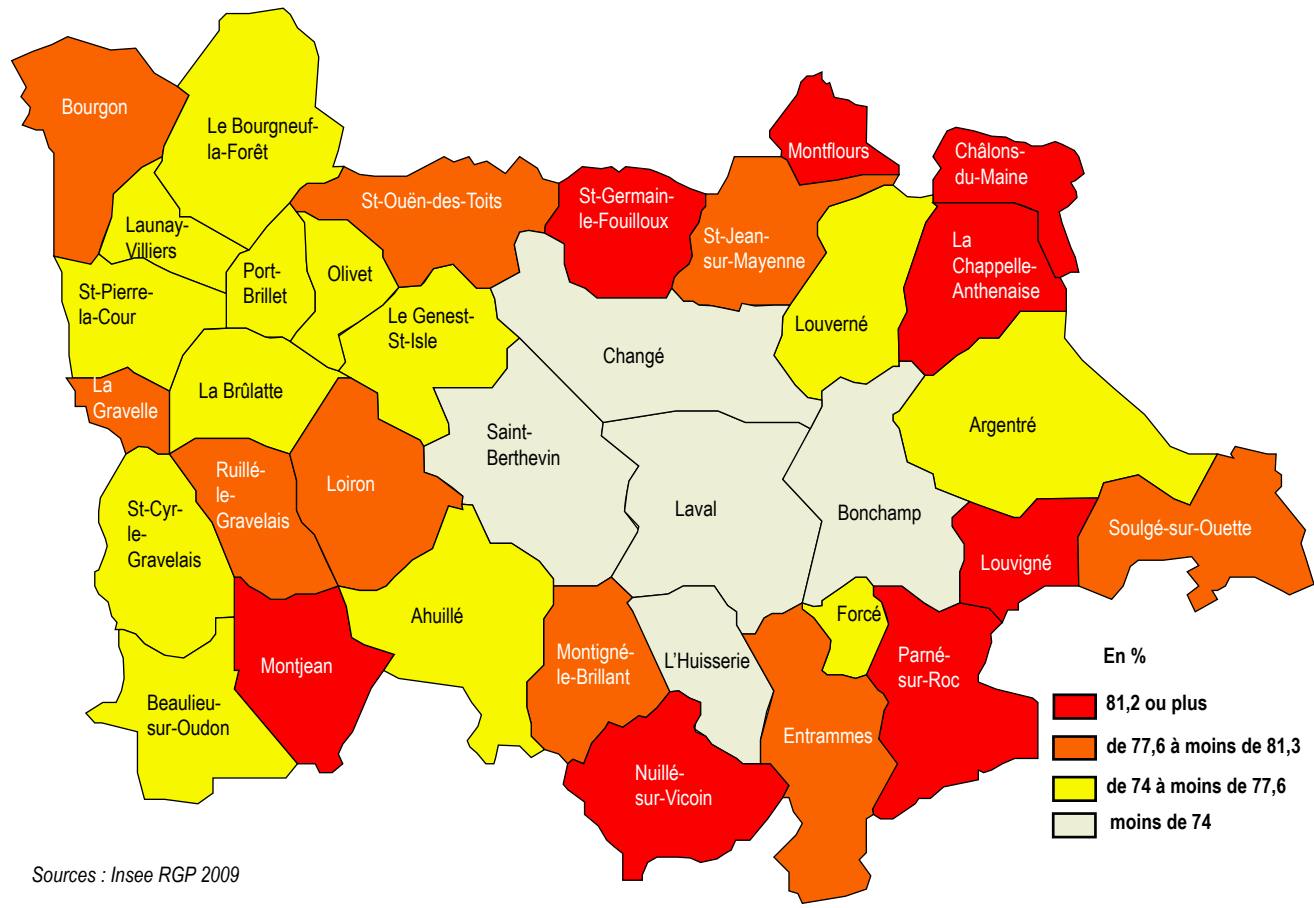 Bourgon
Le Bourgneuf-
la-Forêt
Montflours
Châlons-
du-Maine
St-Ouën-des-Toits
St-Germain-
le-Fouilloux
Launay-
Villiers
St-Jean-
sur-Mayenne
La
Chappelle-
Anthenaise
Port-
Brillet
Olivet
St-Pierre-
la-Cour
Le Genest-
St-Isle
Louverné
Changé
La
Gravelle
La Brûlatte
Argentré
Saint-
Berthevin
Ruillé-
le-
Gravelais
Loiron
St-Cyr-
le-
Gravelais
Laval
Bonchamp
Soulgé-sur-Ouette
Louvigné
Ahuillé
Forcé
Montjean
Montigné-
le-Brillant
L'Huisserie
Parné-
sur-Roc
Beaulieu-
sur-Oudon
Entrammes
Nuillé-
sur-Vicoin
En %
81,2 ou plus
de 77,6 à moins de 81,3
de 74 à moins de 77,6
moins de 74
Sources : Insee RGP 2009